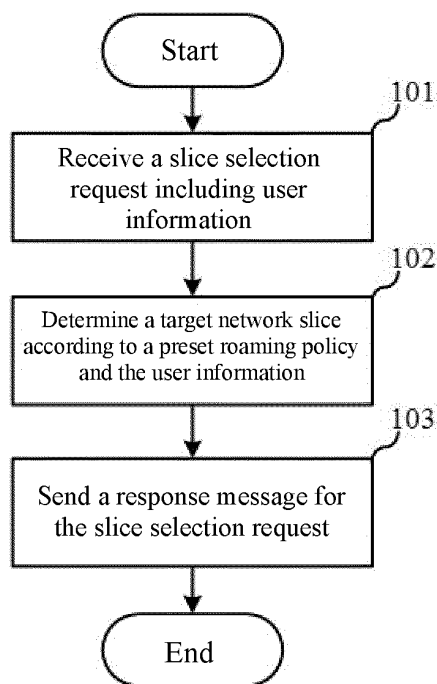 Start
101
Receive a slice selection
request including user
information
102
Determine a target network slice
according to a preset roaming policy
and the user information
103
Send a response message for
the slice selection request
End